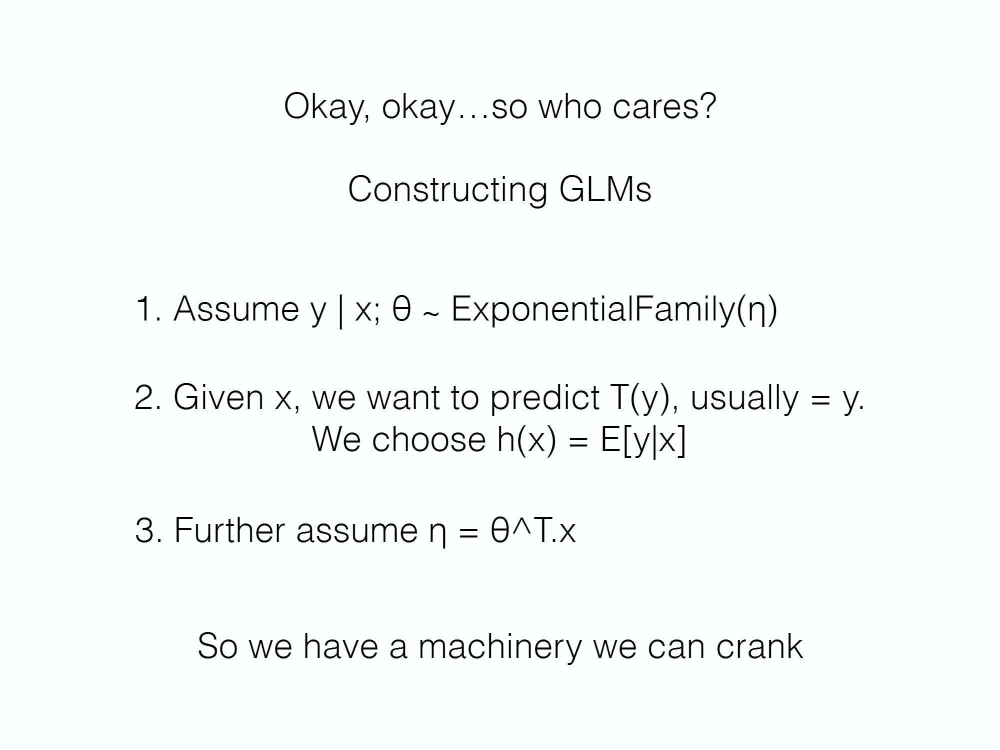 Okay, okay…so who cares?
Constructing GLMs
1. Assume y | x; θ ~ ExponentialFamily(η)
2. Given x, we want to predict T(y), usually = y.
We choose h(x) = E[y|x]
3. Further assume η = θ^T.x
So we have a machinery we can crank